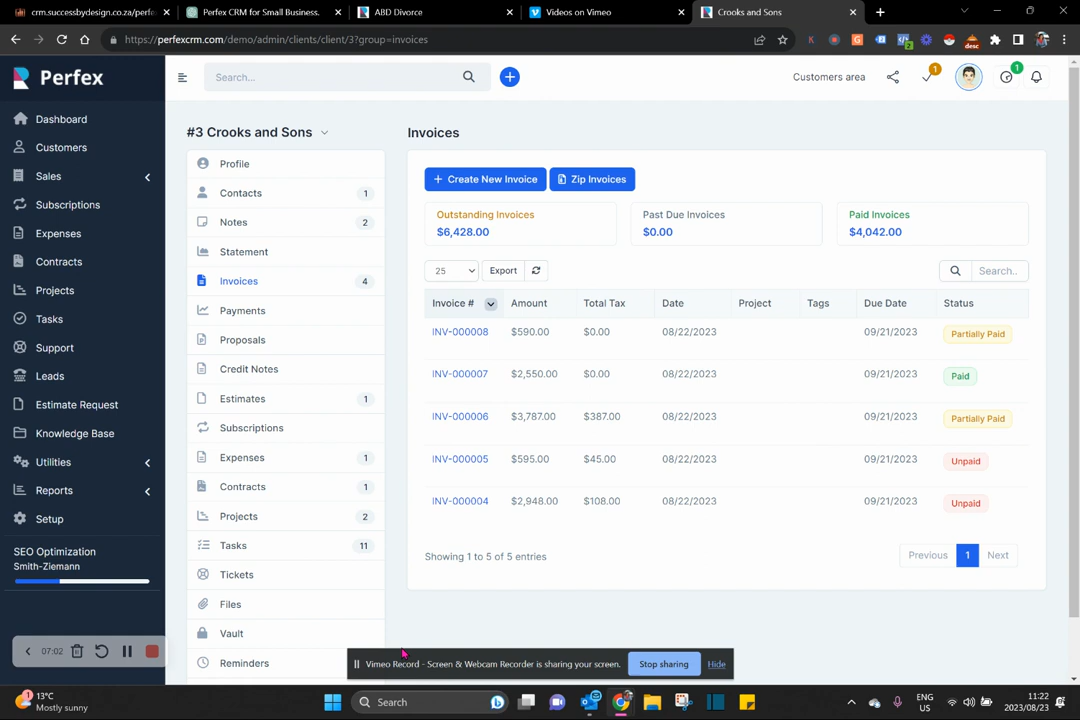 crm.successbydesign.co.za/perfe
Perfex CRM for Small Business.
ABD Divorce
Videos on Vimeo
Crooks and Sons
https://perfexcrm.com/demo/admin/clients/client/3?group=invoices
Perfex
Search...
Customers area
1
1
Dashboard
Customers
Sales
Subscriptions
Expenses
Contracts
Projects
Tasks
Support
Leads
Estimate Request
Knowledge Base
Utilities
Reports
Setup
SEO Optimization
Smith-Ziemann
07:02
#3 Crooks and Sons
Profile
Contacts 1
Notes 2
Statement
Invoices 4
Payments
Proposals
Credit Notes
Estimates 1
Subscriptions
Expenses 1
Contracts 1
Projects 2
Tasks 11
Tickets
Files
Vault
Reminders
Invoices
+ Create New Invoice Zip Invoices
Outstanding Invoices Past Due Invoices Paid Invoices
$6,428.00 $0.00 $4,042.00
25 Export Search..
Invoice # Amount Total Tax Date Project Tags Due Date Status
INV-000008 $590.00 $0.00 08/22/2023 09/21/2023 Partially Paid
INV-000007 $2,550.00 $0.00 08/22/2023 09/21/2023 Paid
INV-000006 $3,787.00 $387.00 08/22/2023 09/21/2023 Partially Paid
INV-000005 $595.00 $45.00 08/22/2023 09/21/2023 Unpaid
INV-000004 $2,948.00 $108.00 08/22/2023 09/21/2023 Unpaid
Showing 1 to 5 of 5 entries Previous 1 Next
Vimeo Record - Screen & Webcam Recorder is sharing your screen. Stop sharing Hide
1 13°C
Mostly sunny
Search
ENG
US
11:22
2023/08/23